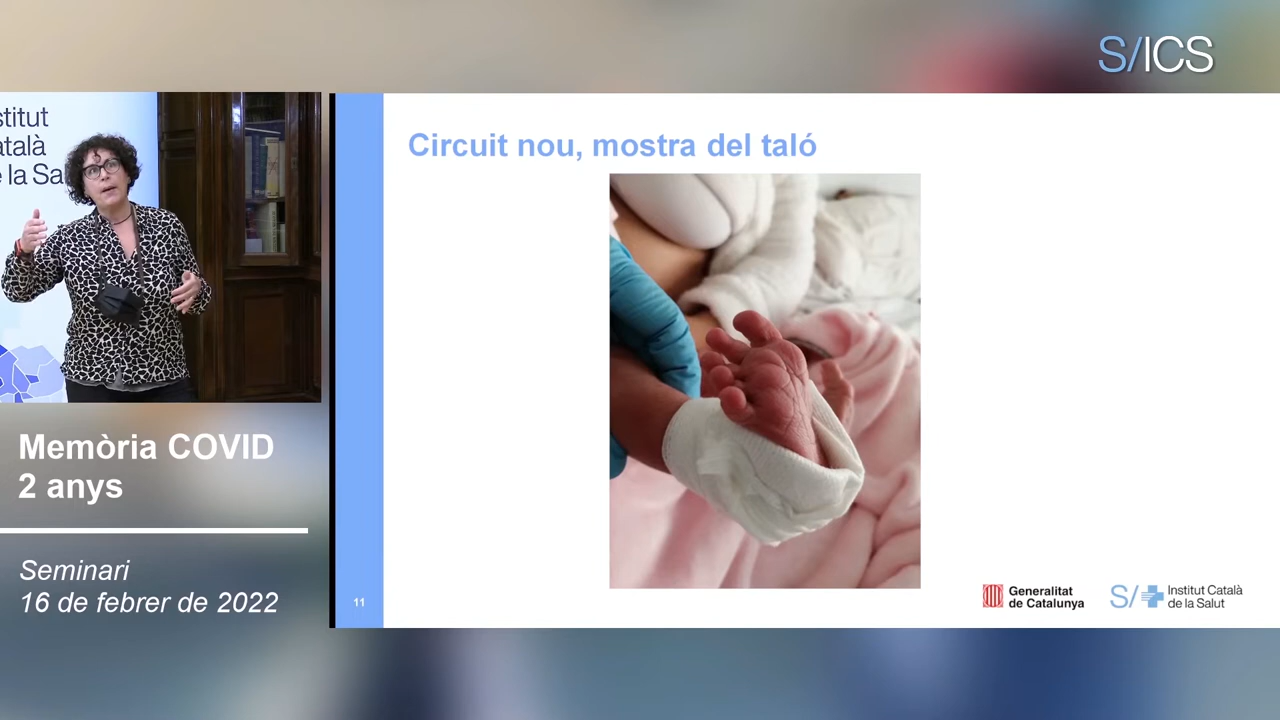 S/ICS
stitut
atalà
e la Sa
Circuit nou, mostra del taló
Memòria COVID
2 anys
Seminari
16 de febrer de 2022
11
Generalitat
de Catalunya
S/
Institut Català
de la Salut